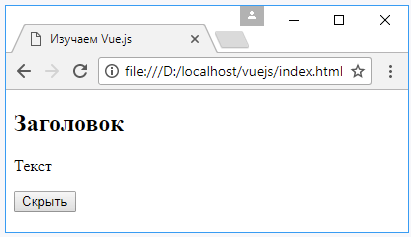 Изучаем Vue.js
file:///D:/localhost/vuejs/index.html
Заголовок
Текст
Скрыть